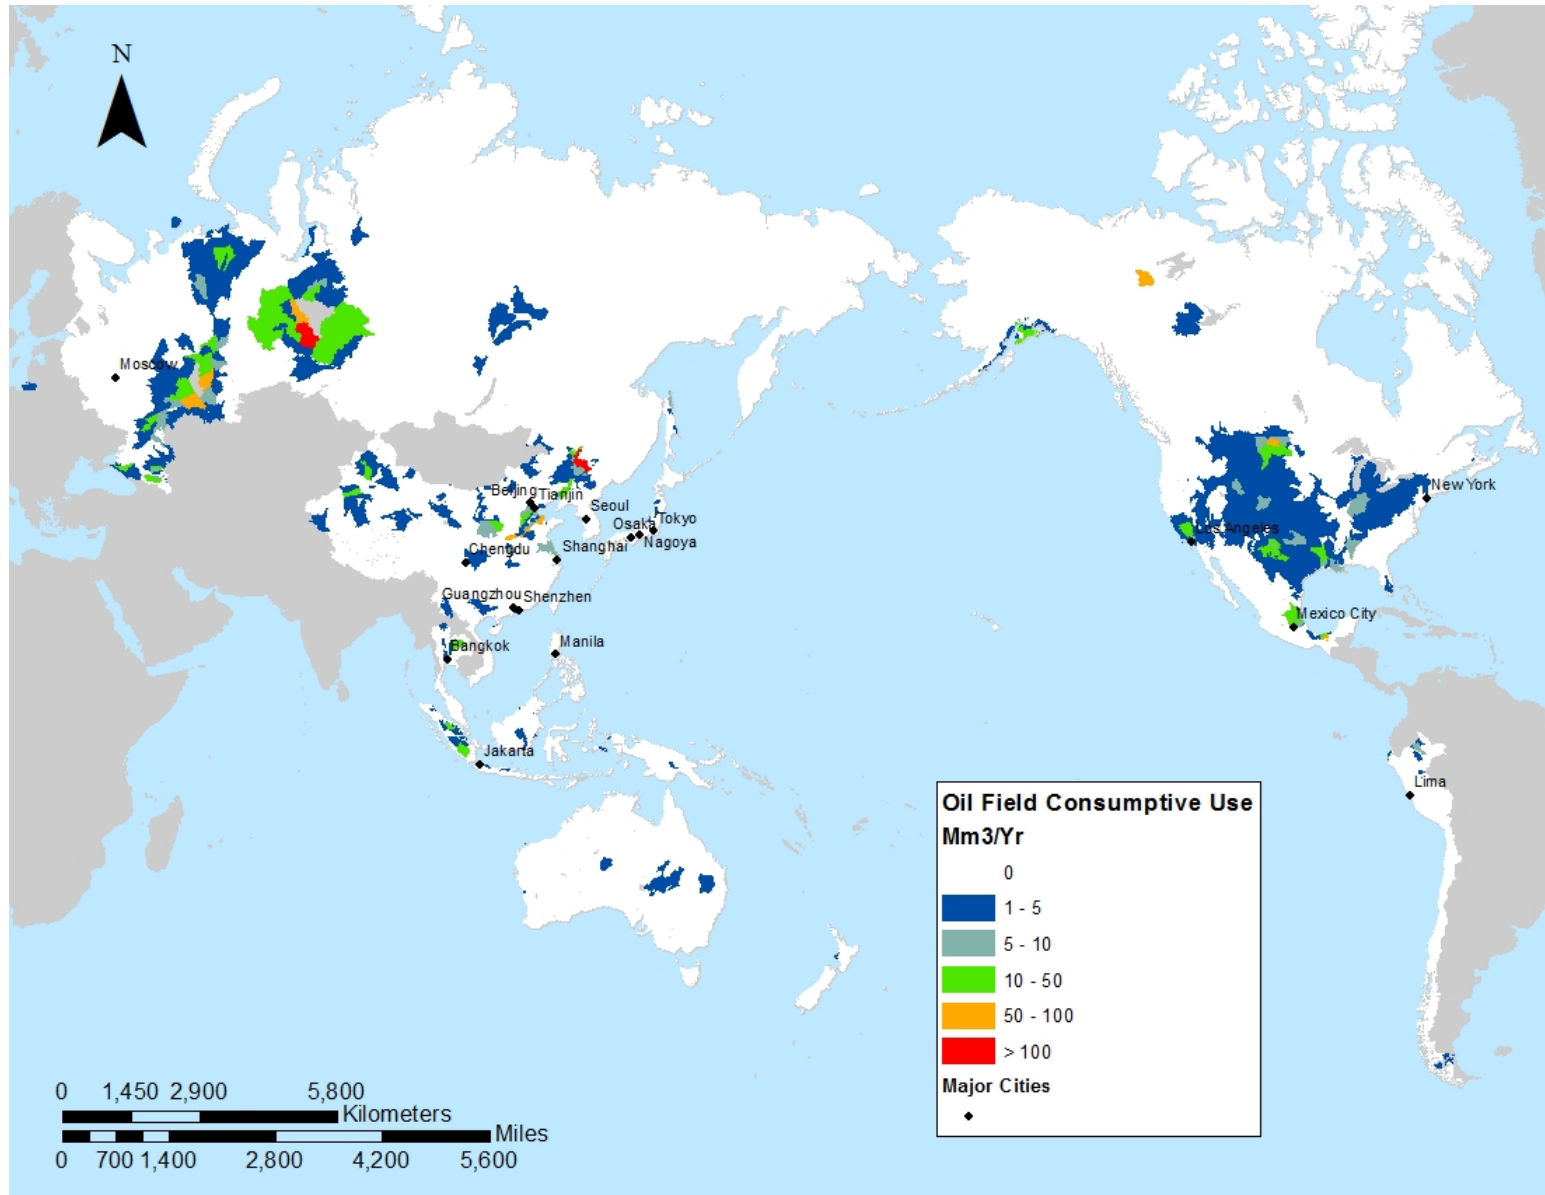 N
Moscow
Beijing
Tianjin
Seoul
Osaka
Tokyo
Nagoya
Chengdu
Shanghai
Guangzhou
Shenzhen
Bangkok
Manila
Jakarta
New York
Los Angeles
Mexico City
Lima
Oil Field Consumptive Use
Mm3/Yr
0
1 - 5
5 - 10
10 - 50
50 - 100
> 100
Major Cities
0 1,450 2,900 5,800
Kilometers
Miles
0 700 1,400 2,800 4,200 5,600